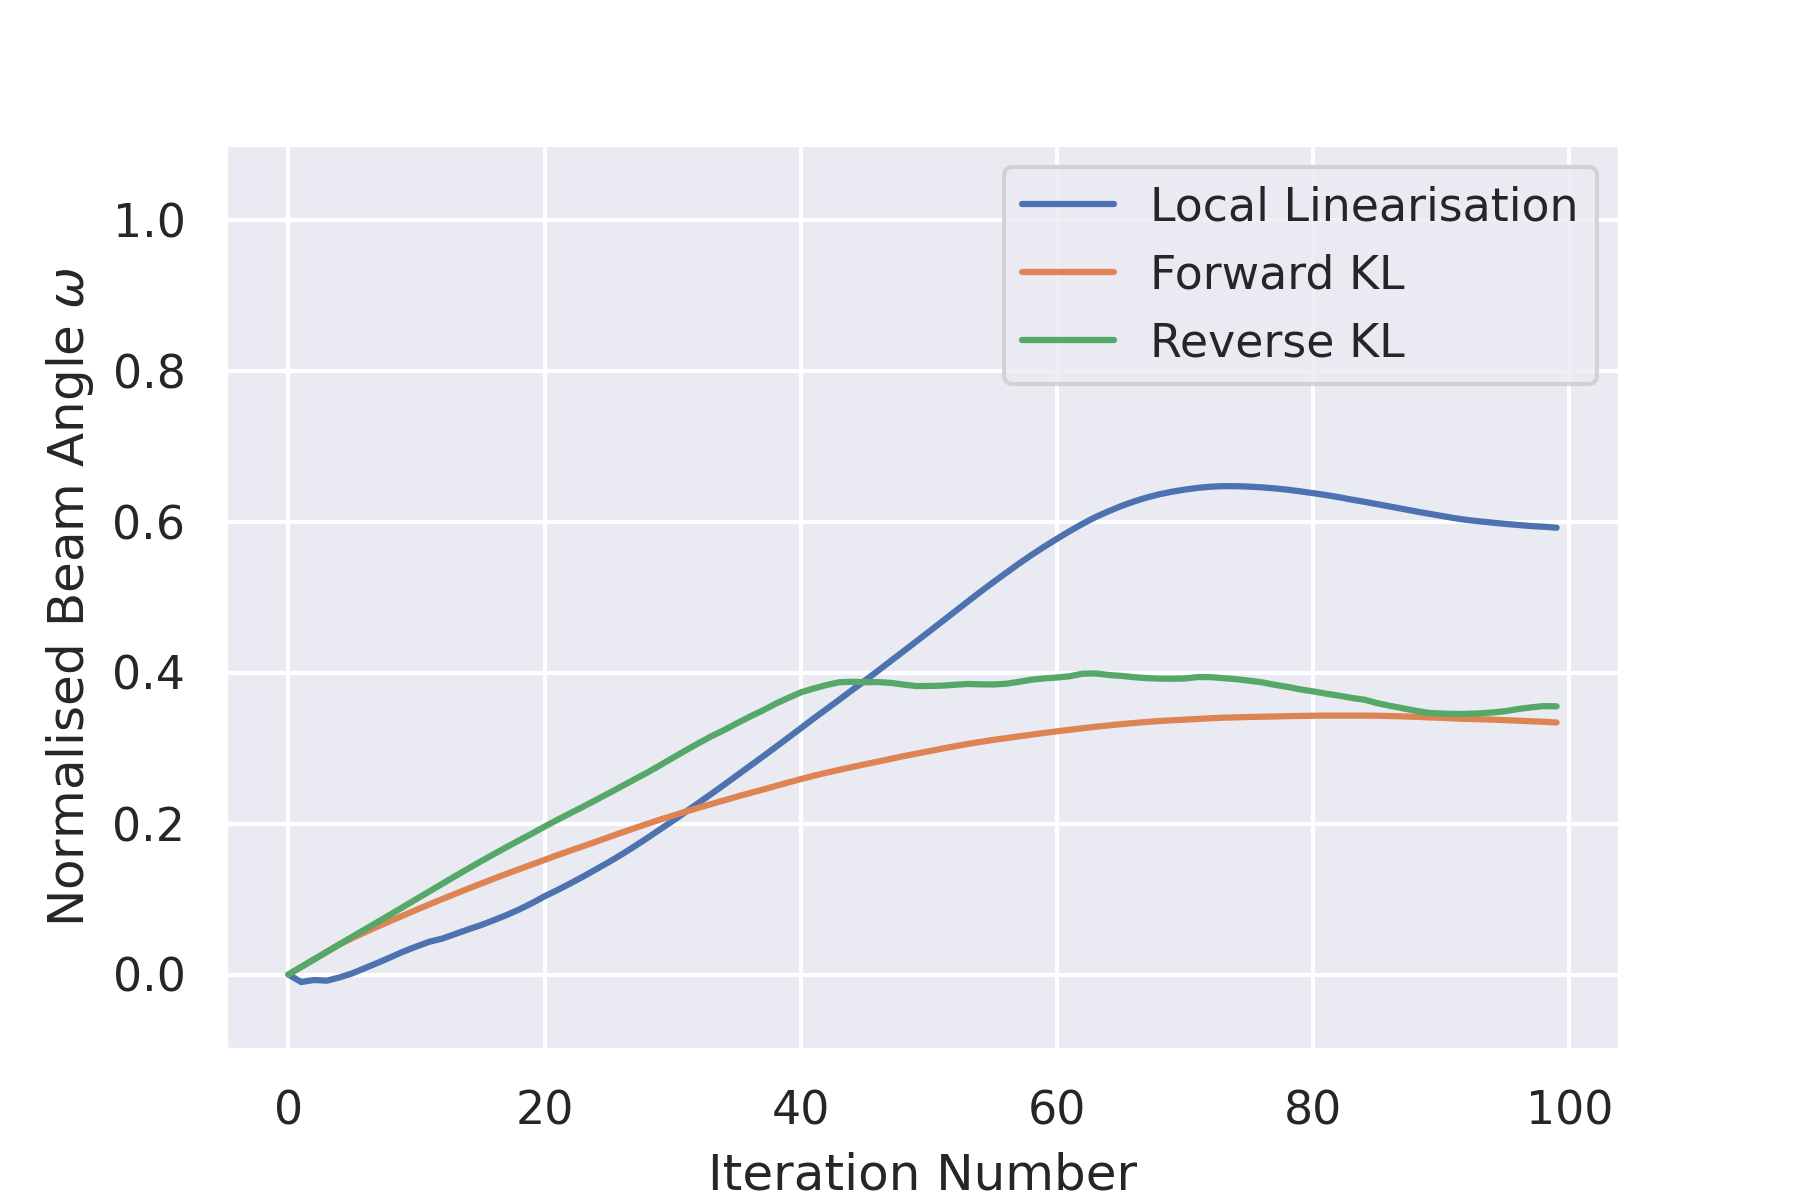 Local Linearisation
Forward KL
Reverse KL
Normalised Beam Angle ω
1.0
0.8
0.6
0.4
0.2
0.0
0 20 40 60 80 100
Iteration Number